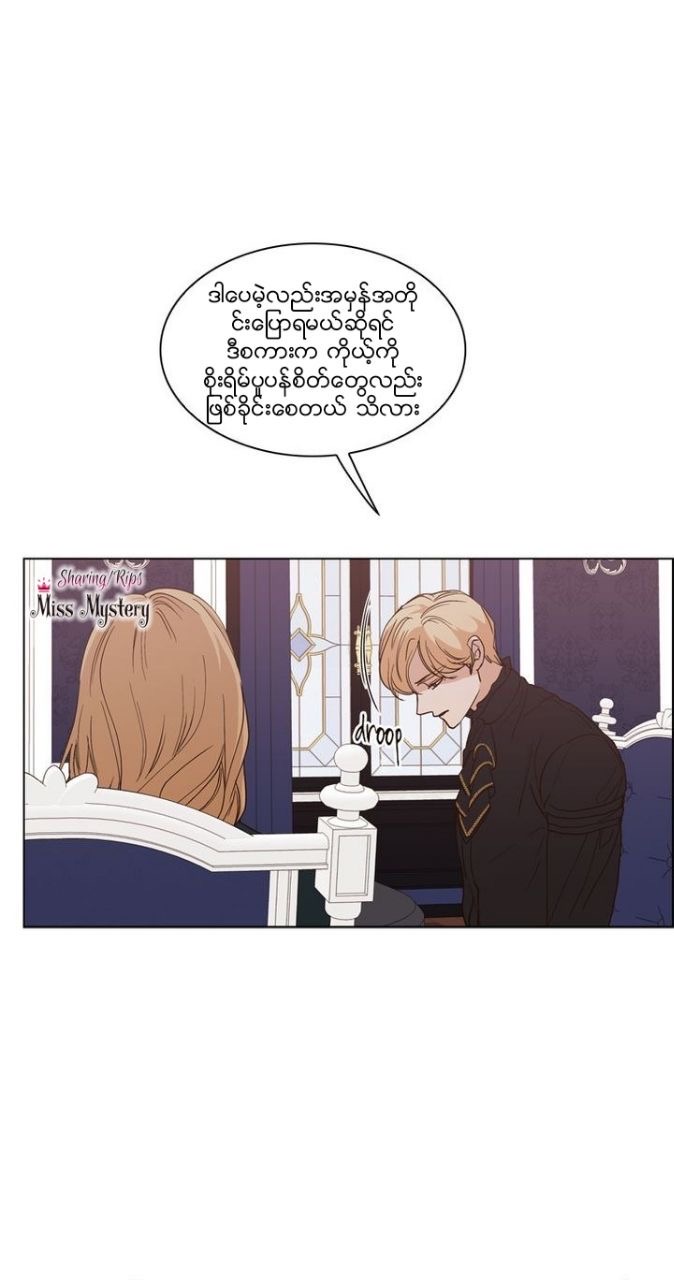 ဒါပေမဲ့လည်းအမှန်အတို
င်းပြောရမယ်ဆိုရင်
ဒီစကားက ကိုယ့်ကို
စိုးရိမ်ပူပန်စိတ်တွေလည်း
ဖြစ်ခိုင်းစေတယ် သိလား
Sharing/Rips
Miss Mystery
droop